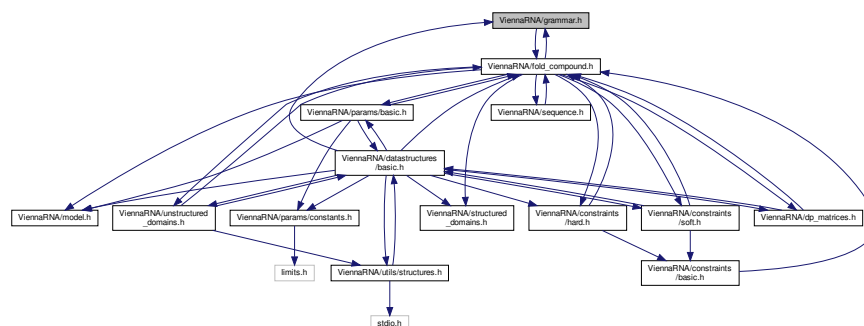 ViennaRNA/grammar.h
ViennaRNA/fold_compound.h
ViennaRNA/params/basic.h
ViennaRNA/sequence.h
ViennaRNA/datastructures
/basic.h
ViennaRNA/model.h
ViennaRNA/unstructured
_domains.h
ViennaRNA/params/constants.h
ViennaRNA/structured
_domains.h
ViennaRNA/constraints
/hard.h
ViennaRNA/constraints
/soft.h
ViennaRNA/dp_matrices.h
limits.h
ViennaRNA/utils/structures.h
ViennaRNA/constraints
/basic.h
stdio.h